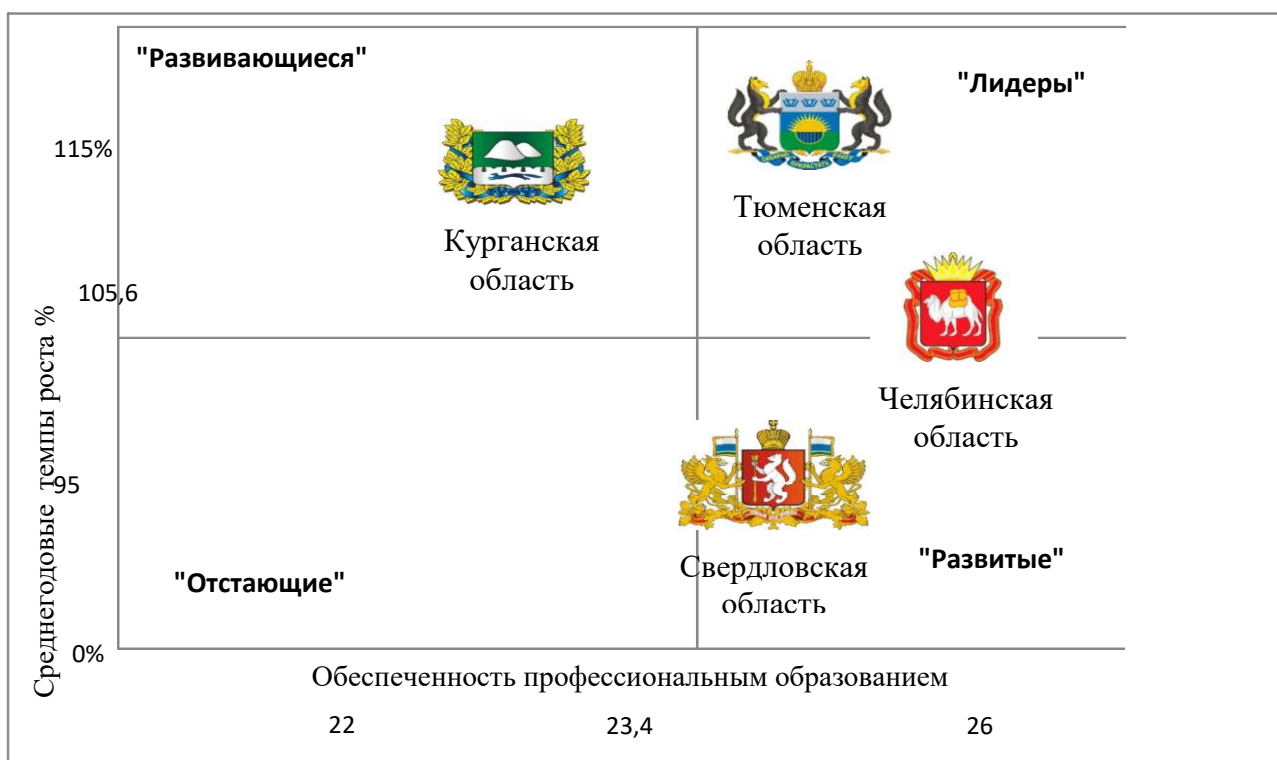 "Развивающиеся"
"Лидеры"
115%
Тюменская
область
Курганская
область
105,6
Челябинская
область
Среднегодовые темпы роста %
95
Свердловская
область
"Развитые"
"Отстающие"
0%
Обеспеченность профессиональным образованием
22
23,4
26